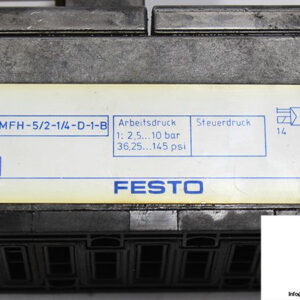 MFH-5/2-1/4-D-1-B
Arbeitsdruck
1: 2,5...10 bar
36,25...145 psi
Steuerdruck
14
FESTO